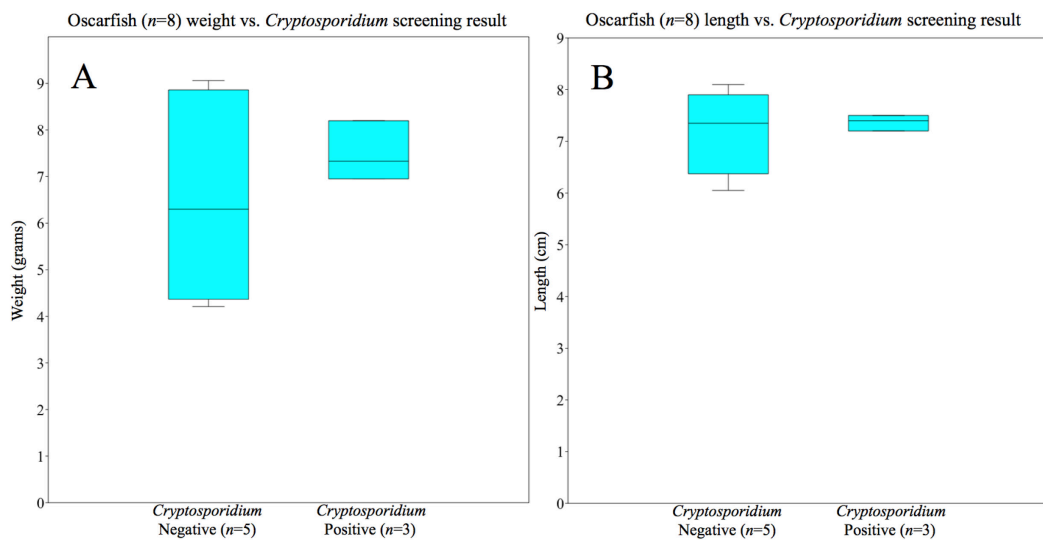 Oscarfish (n=8) weight vs. Cryptosporidium screening result
A
9
8
7
6
5
4
3
2
1
0
Weight (grams)
Cryptosporidium
Negative (n=5)
Cryptosporidium
Positive (n=3)
Oscarfish (n=8) length vs. Cryptosporidium screening result
B
9
8
7
6
5
4
3
2
1
0
Length (cm)
Cryptosporidium
Negative (n=5)
Cryptosporidium
Positive (n=3)